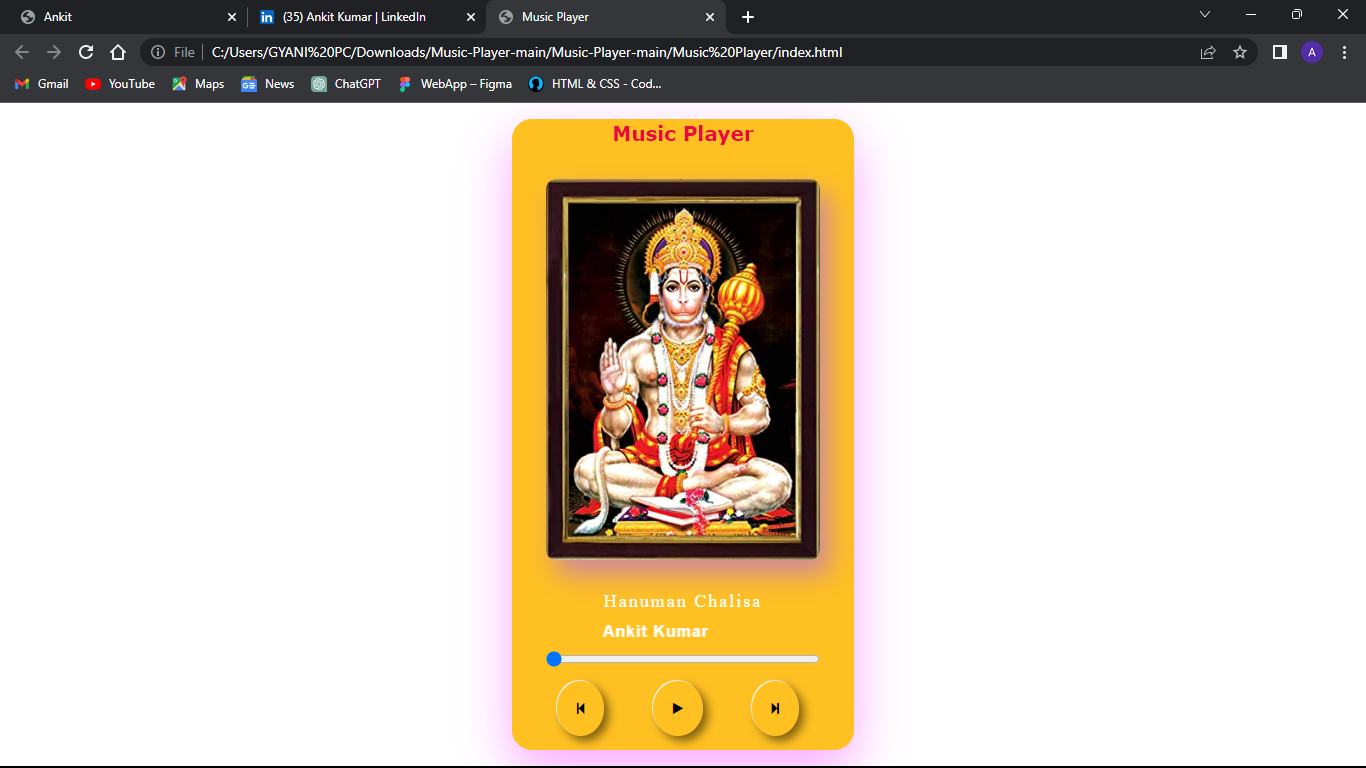 Ankit
(35) Ankit Kumar | LinkedIn
Music Player
File
C:/Users/GYANI%20PC/Downloads/Music-Player-main/Music-Player-main/Music%20Player/index.html
A
Gmail
YouTube
Maps
News
ChatGPT
WebApp – Figma
HTML & CSS - Cod...
Music Player
Hanuman Chalisa
Ankit Kumar